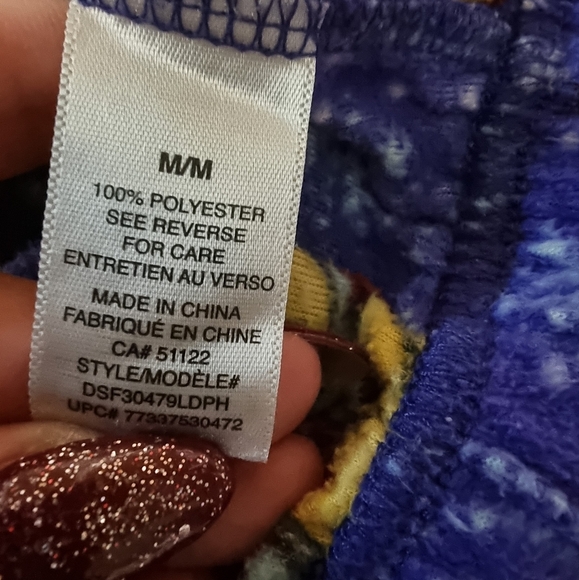 M/M
100% POLYESTER
SEE REVERSE
FOR CARE
ENTRETIEN AU VERSO
MADE IN CHINA
FABRIQUÉ EN CHINE
CA# 51122
STYLE/MODÈLE#
DSF30479LDPH
UPC# 77337530472